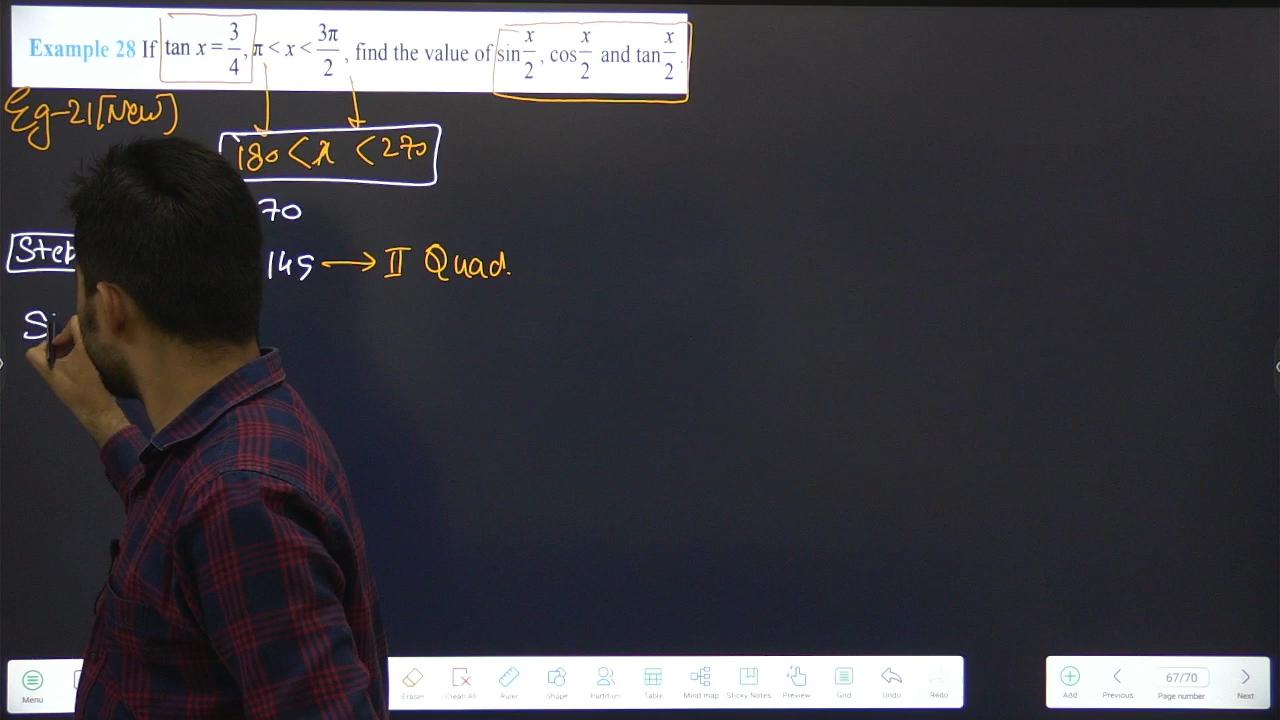 Example 28 If tan x = 3/4, π < x < 3π/2, find the value of sin x/2, cos x/2 and tan x/2.
Eg-21[New]
180 < x < 270
70
Step
145 → II Quad.
Si
Menu
Eraser Clean All Ruler Shape Partition Table Mind map Sticky Notes Preview Grid Undo Redo
Add Previous 67/70 Page number Next